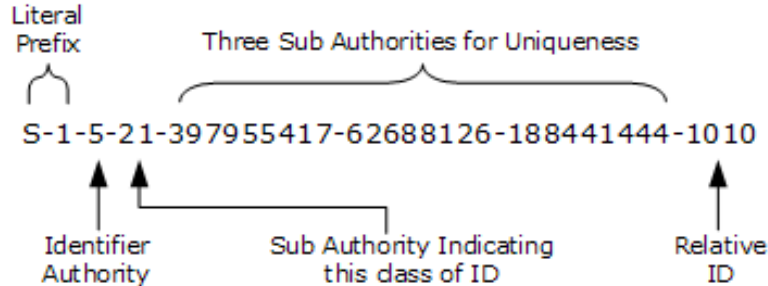 Literal
Prefix
Three Sub Authorities for Uniqueness
S-1-5-21-397955417-62688126-188441444-1010
Identifier
Authority
Sub Authority Indicating
this class of ID
Relative
ID